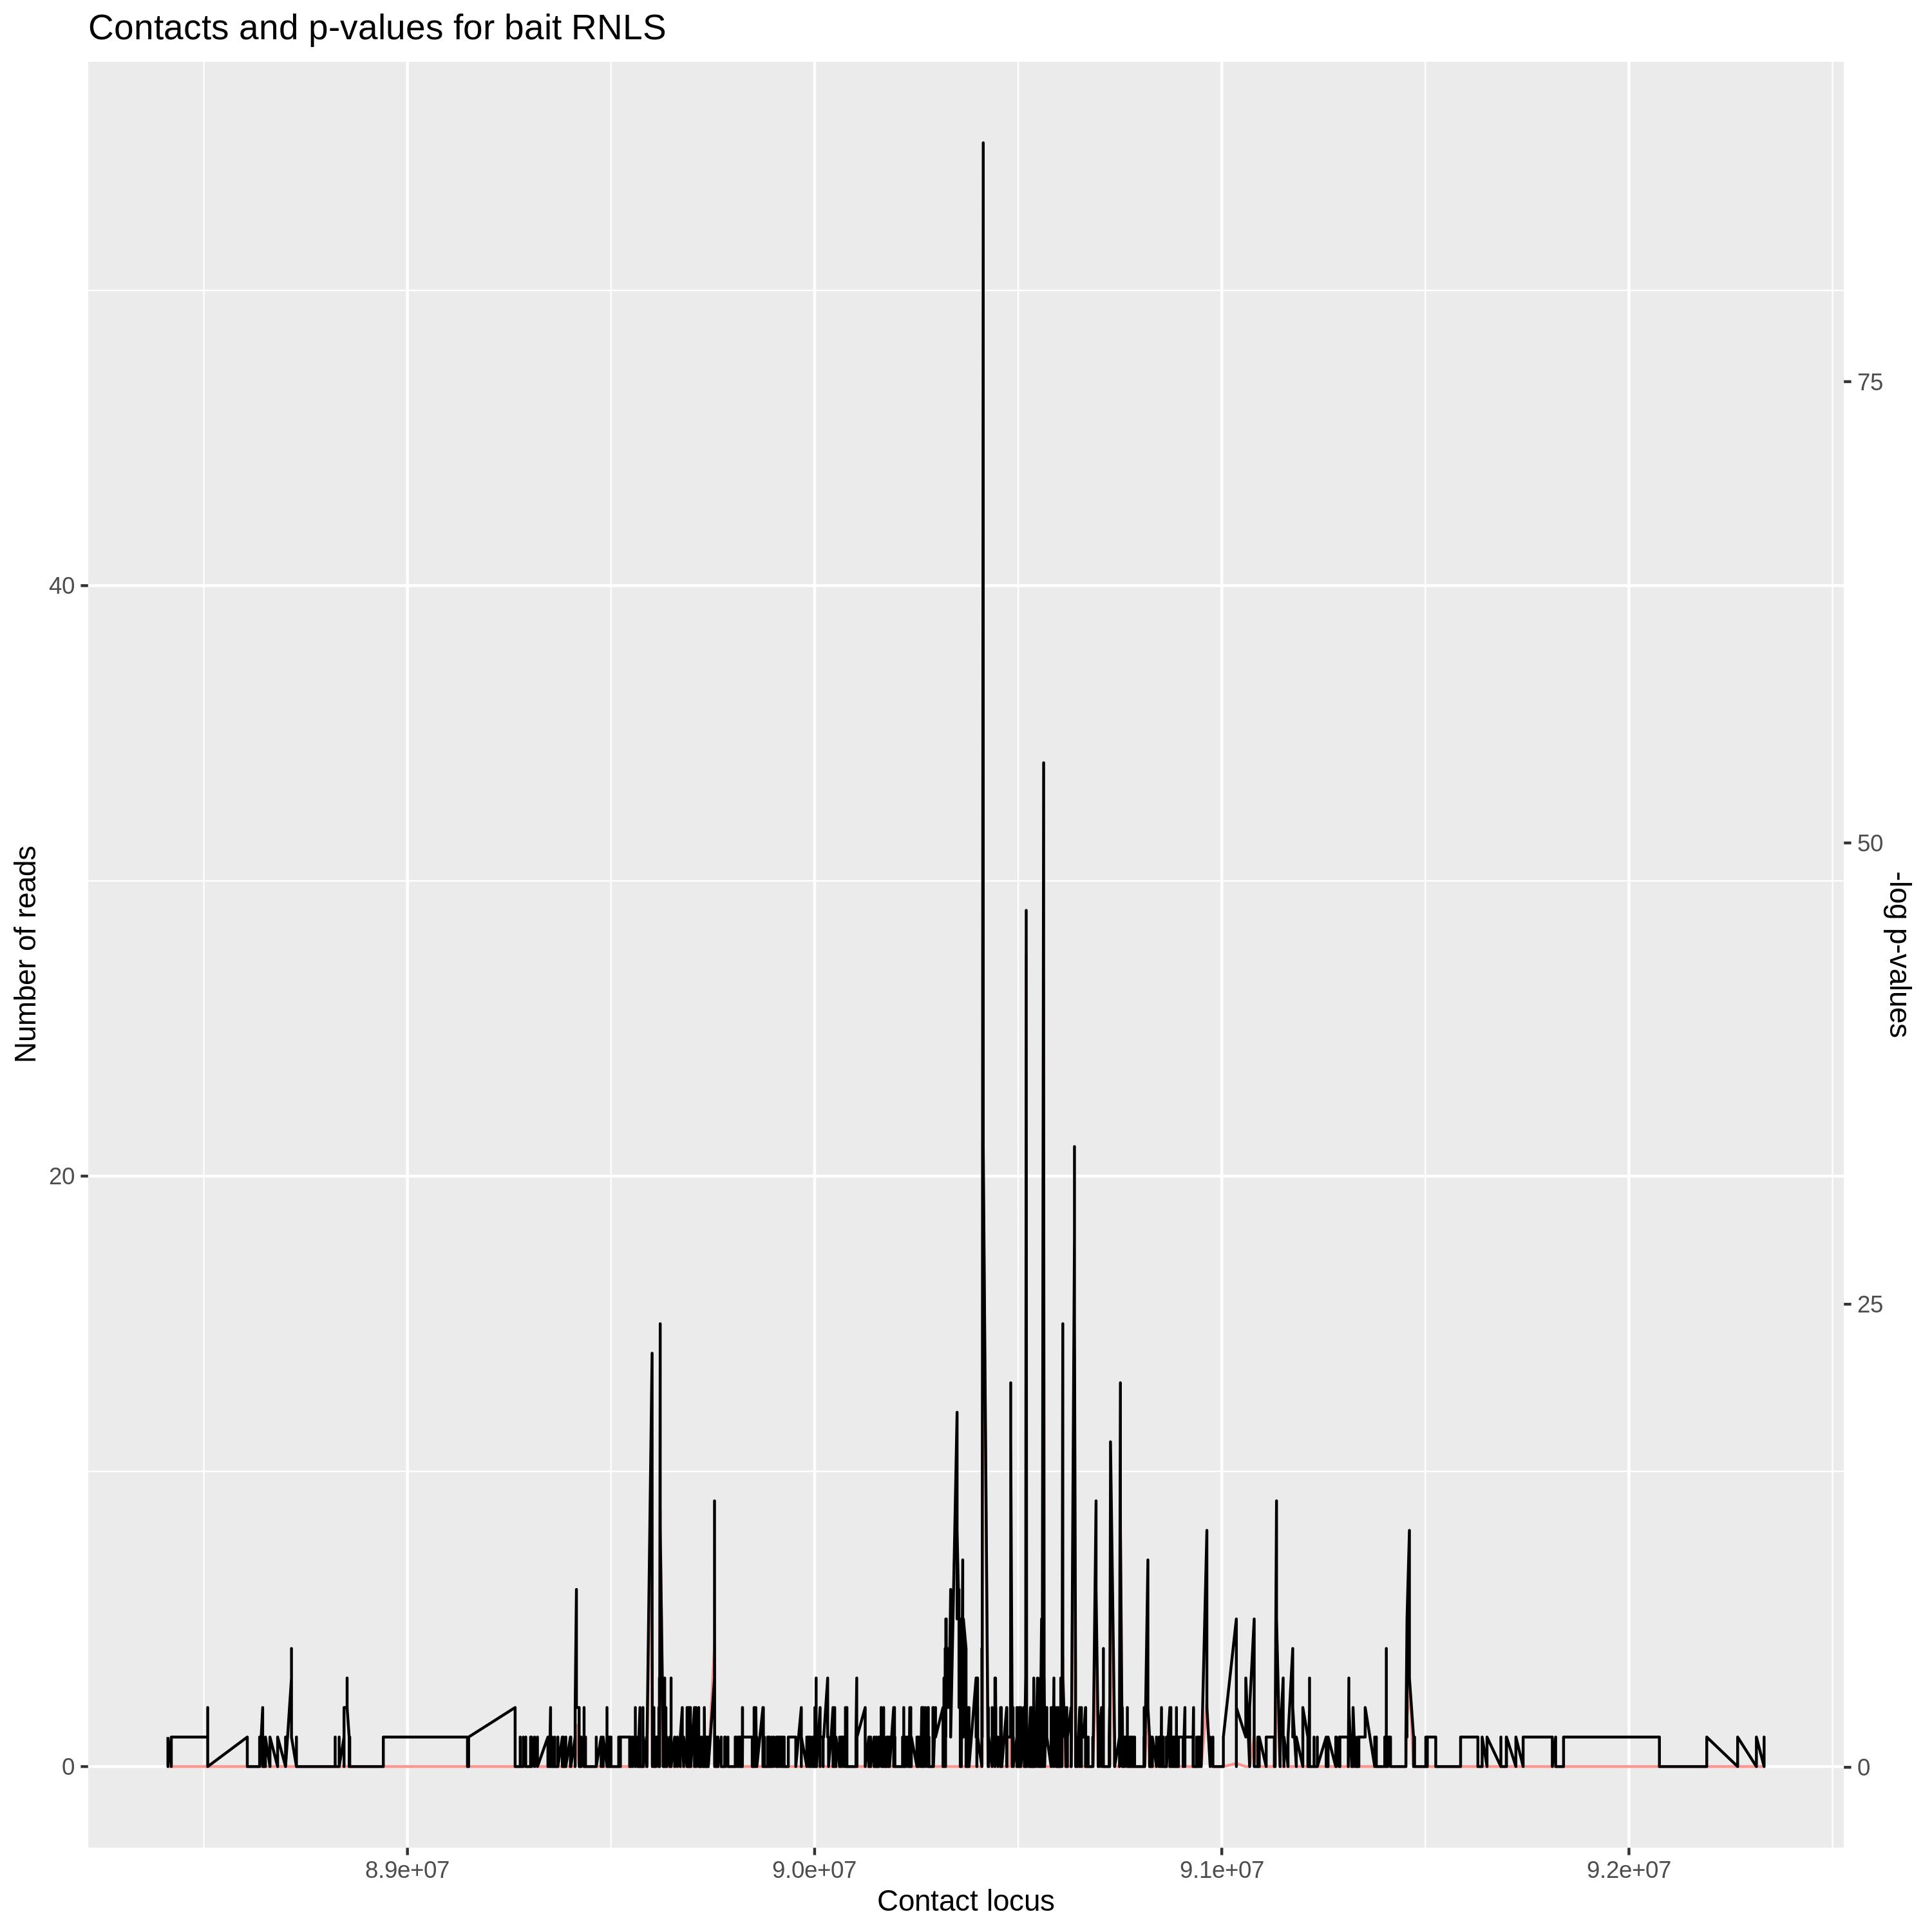 Contacts and p-values for bait RNLS
Number of reads
40
20
0
75
50
25
0
-log p-values
8.9e+07
9.0e+07
9.1e+07
9.2e+07
Contact locus